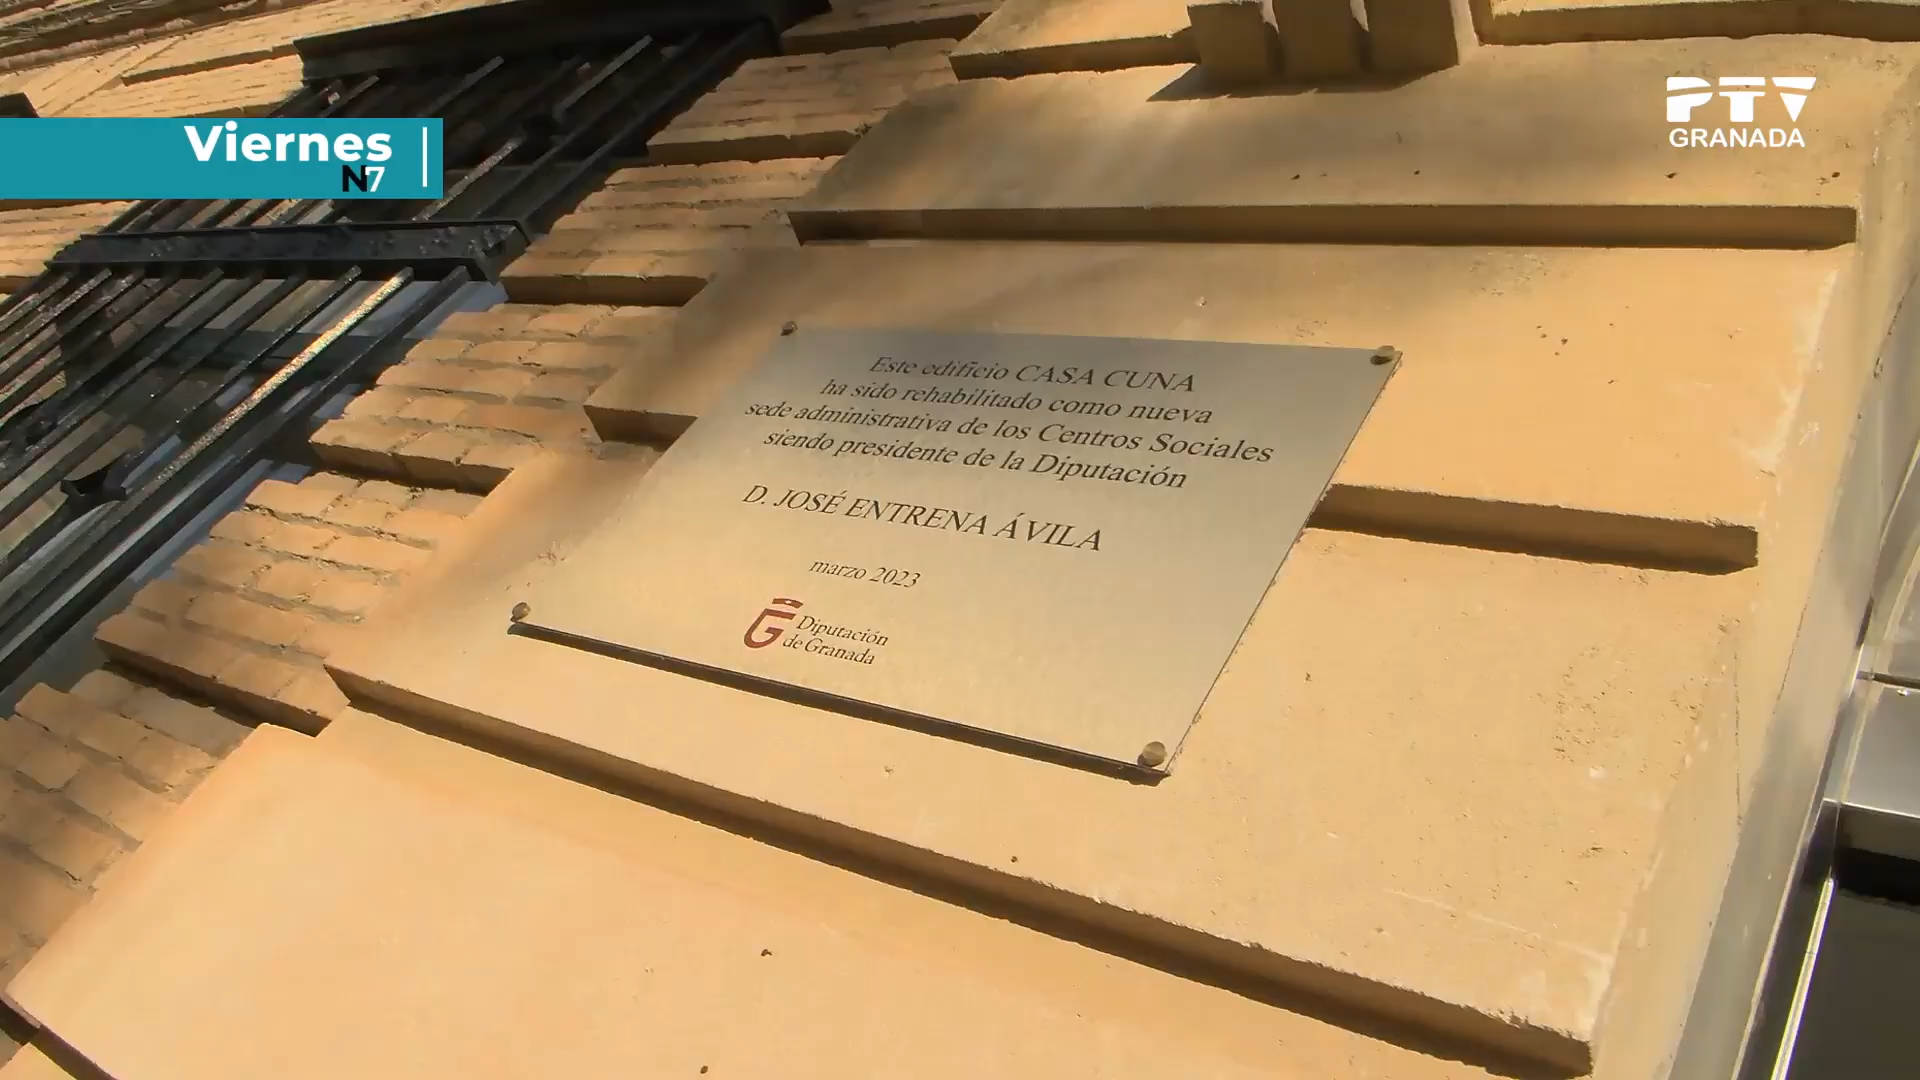 Viernes
N7
PTV
GRANADA
Este edificio CASA CUNA
ha sido rehabilitado como nueva
sede administrativa de los Centros Sociales
siendo presidente de la Diputación
D. JOSÉ ENTRENA ÁVILA
marzo 2023
Diputación
de Granada